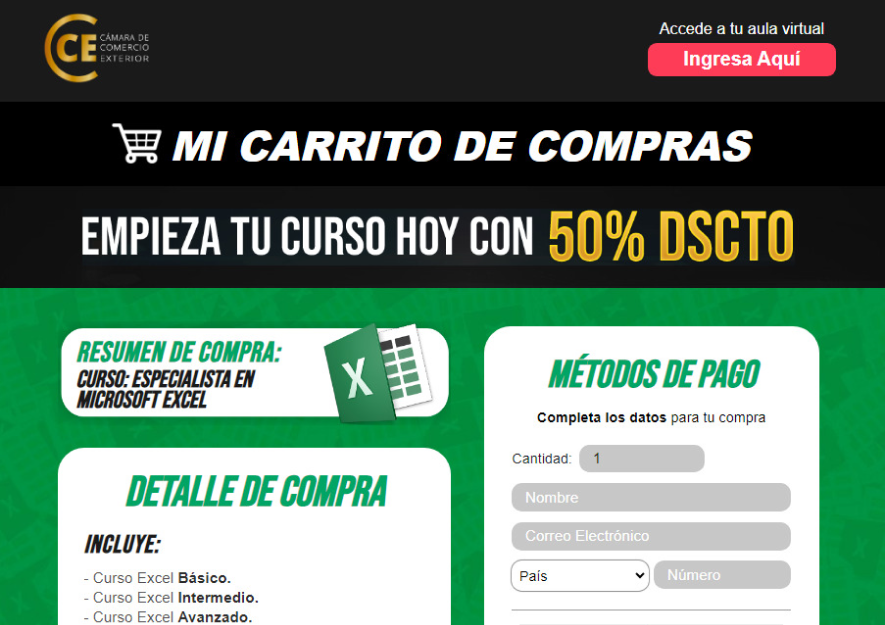 CCE CÁMARA DE
COMERCIO
EXTERIOR
Accede a tu aula virtual
Ingresa Aquí
MI CARRITO DE COMPRAS
EMPIEZA TU CURSO HOY CON 50% DSCTO
RESUMEN DE COMPRA:
CURSO: ESPECIALISTA EN
MICROSOFT EXCEL
X
DETALLE DE COMPRA
INCLUYE:
- Curso Excel Básico.
- Curso Excel Intermedio.
- Curso Excel Avanzado.
MÉTODOS DE PAGO
Completa los datos para tu compra
Cantidad: 1
Nombre
Correo Electrónico
País Número